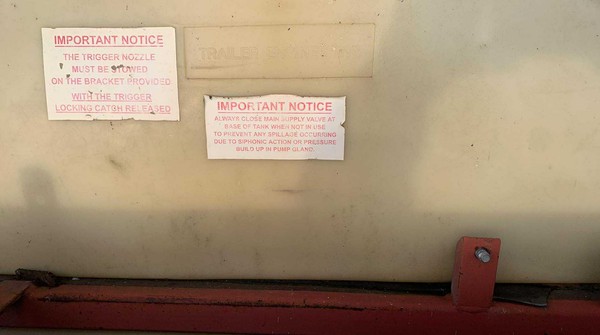 IMPORTANT NOTICE
THE TRIGGER NOZZLE
MUST BE STOWED
ON THE BRACKET PROVIDED
WITH THE TRIGGER
LOCKING CATCH RELEASED
TRAILER
IMPORTANT NOTICE
ALWAYS CLOSE MAIN SUPPLY VALVE AT
BASE OF TANK WHEN NOT IN USE
TO PREVENT ANY SPILLAGE OCCURRING
DUE TO SIPHONIC ACTION OR PRESSURE
BUILD UP IN PUMP GLAND.